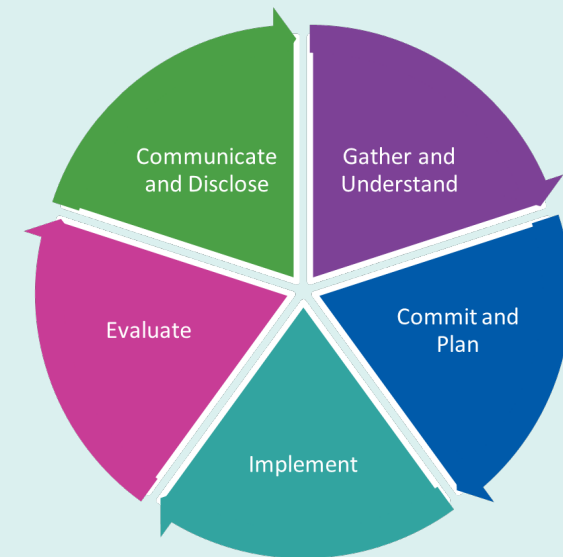 Communicate
and Disclose
Gather and
Understand
Commit and
Plan
Implement
Evaluate